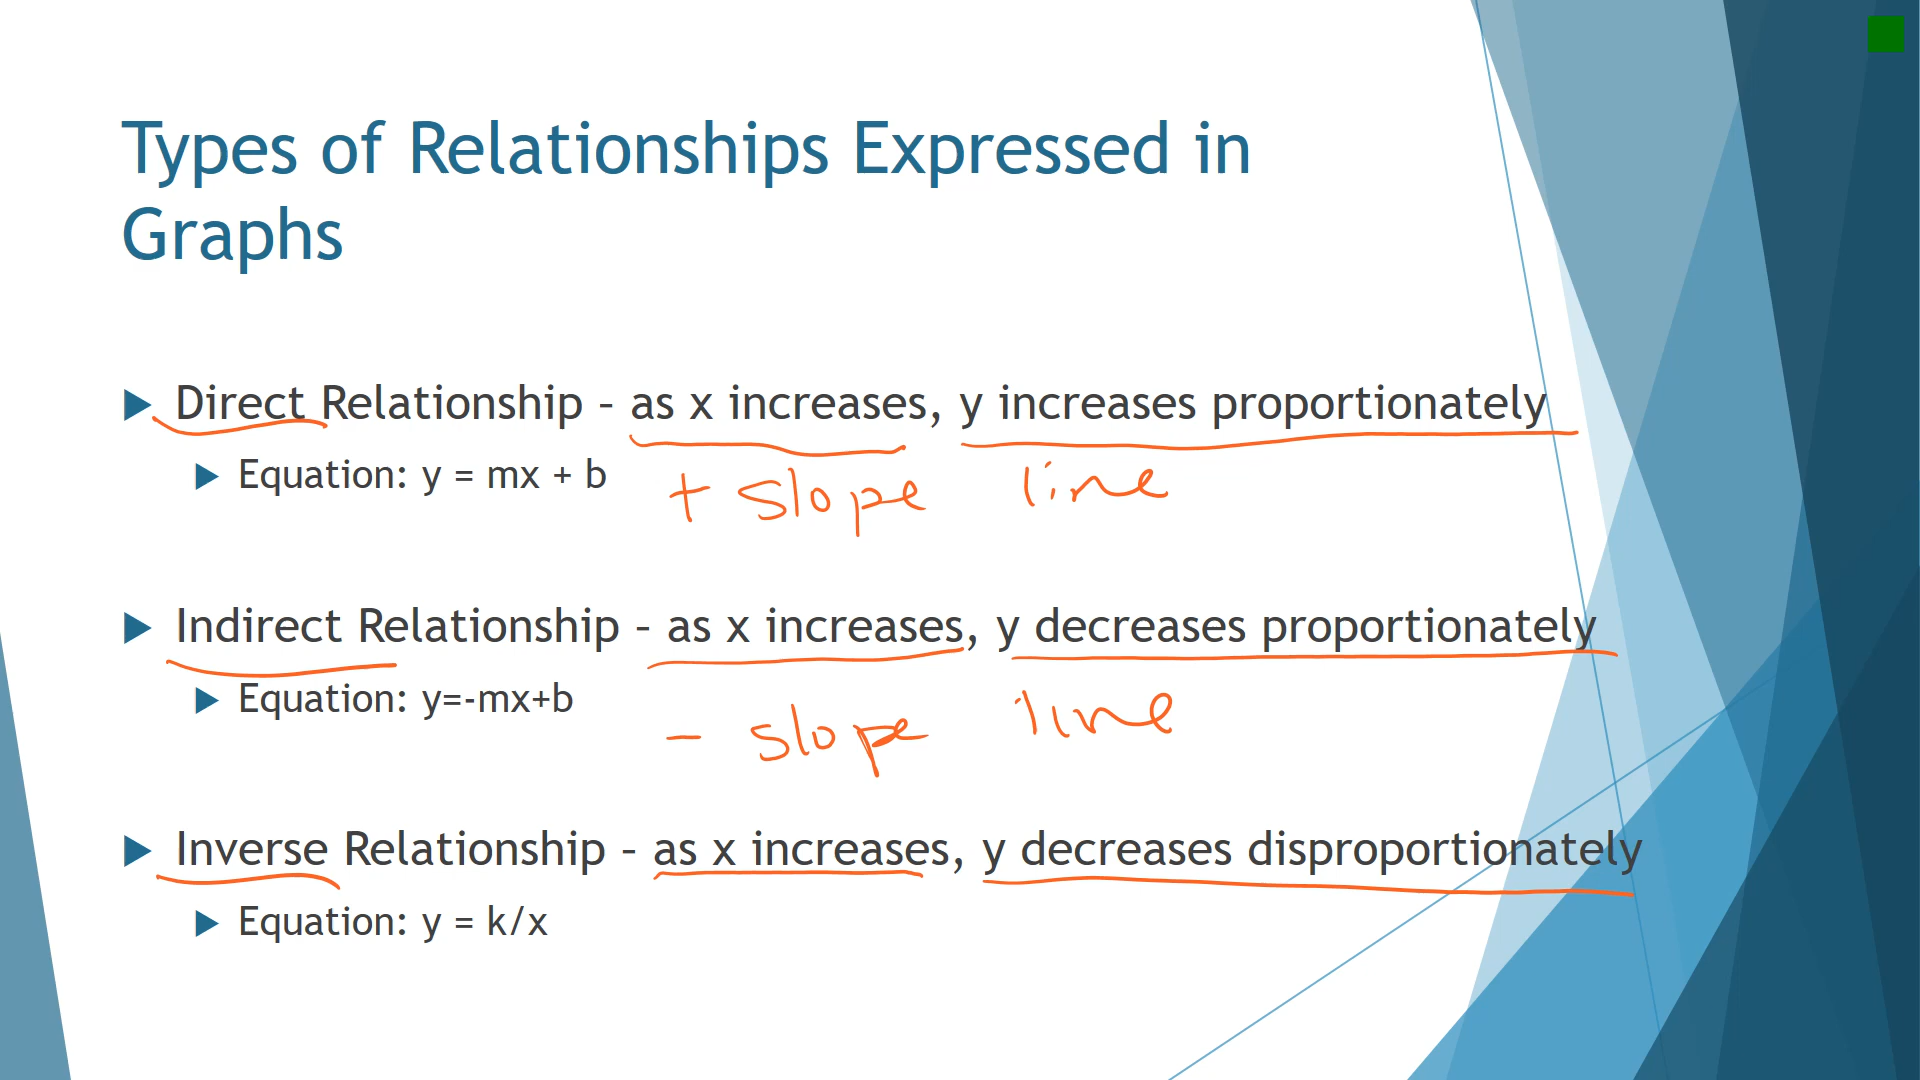 Types of Relationships Expressed in
Graphs
Direct Relationship - as x increases, y increases proportionately
Equation: y = mx + b
+ slope line
Indirect Relationship - as x increases, y decreases proportionately
Equation: y=-mx+b
- slope line
Inverse Relationship - as x increases, y decreases disproportionately
Equation: y = k/x